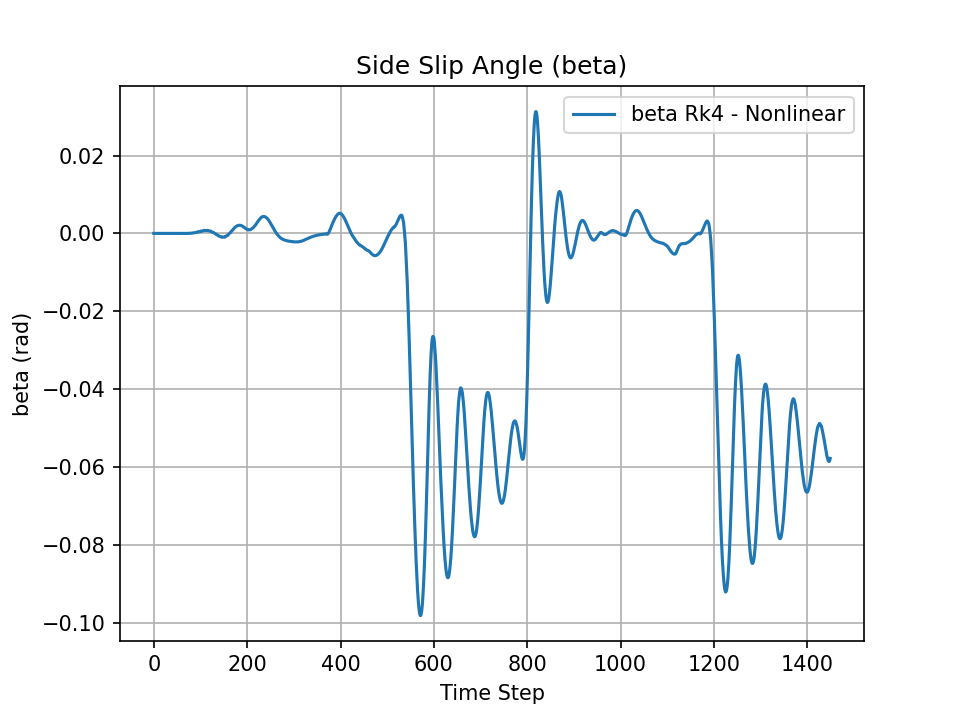 Side Slip Angle (beta)
beta Rk4 - Nonlinear
beta (rad)
0.02
0.00
−0.02
−0.04
−0.06
−0.08
−0.10
0 200 400 600 800 1000 1200 1400
Time Step